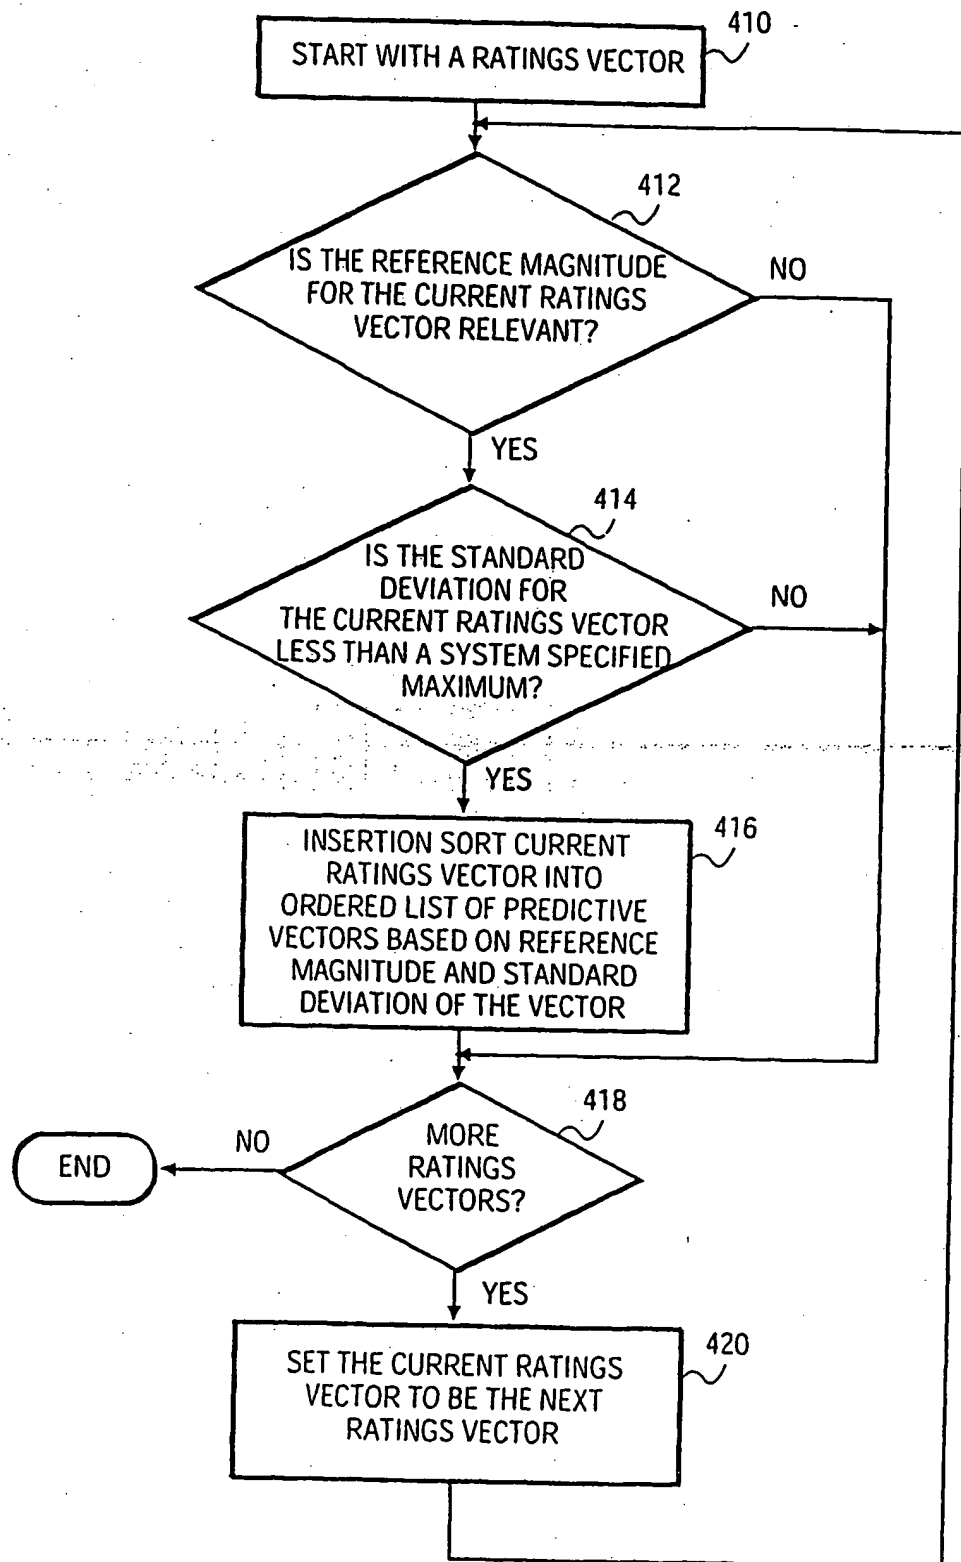 410
START WITH A RATINGS VECTOR
412
IS THE REFERENCE MAGNITUDE
FOR THE CURRENT RATINGS
VECTOR RELEVANT?
NO
YES
414
IS THE STANDARD
DEVIATION FOR
THE CURRENT RATINGS VECTOR
LESS THAN A SYSTEM SPECIFIED
MAXIMUM?
NO
YES
416
INSERTION SORT CURRENT
RATINGS VECTOR INTO
ORDERED LIST OF PREDICTIVE
VECTORS BASED ON REFERENCE
MAGNITUDE AND STANDARD
DEVIATION OF THE VECTOR
418
MORE
RATINGS
VECTORS?
NO
END
YES
420
SET THE CURRENT RATINGS
VECTOR TO BE THE NEXT
RATINGS VECTOR